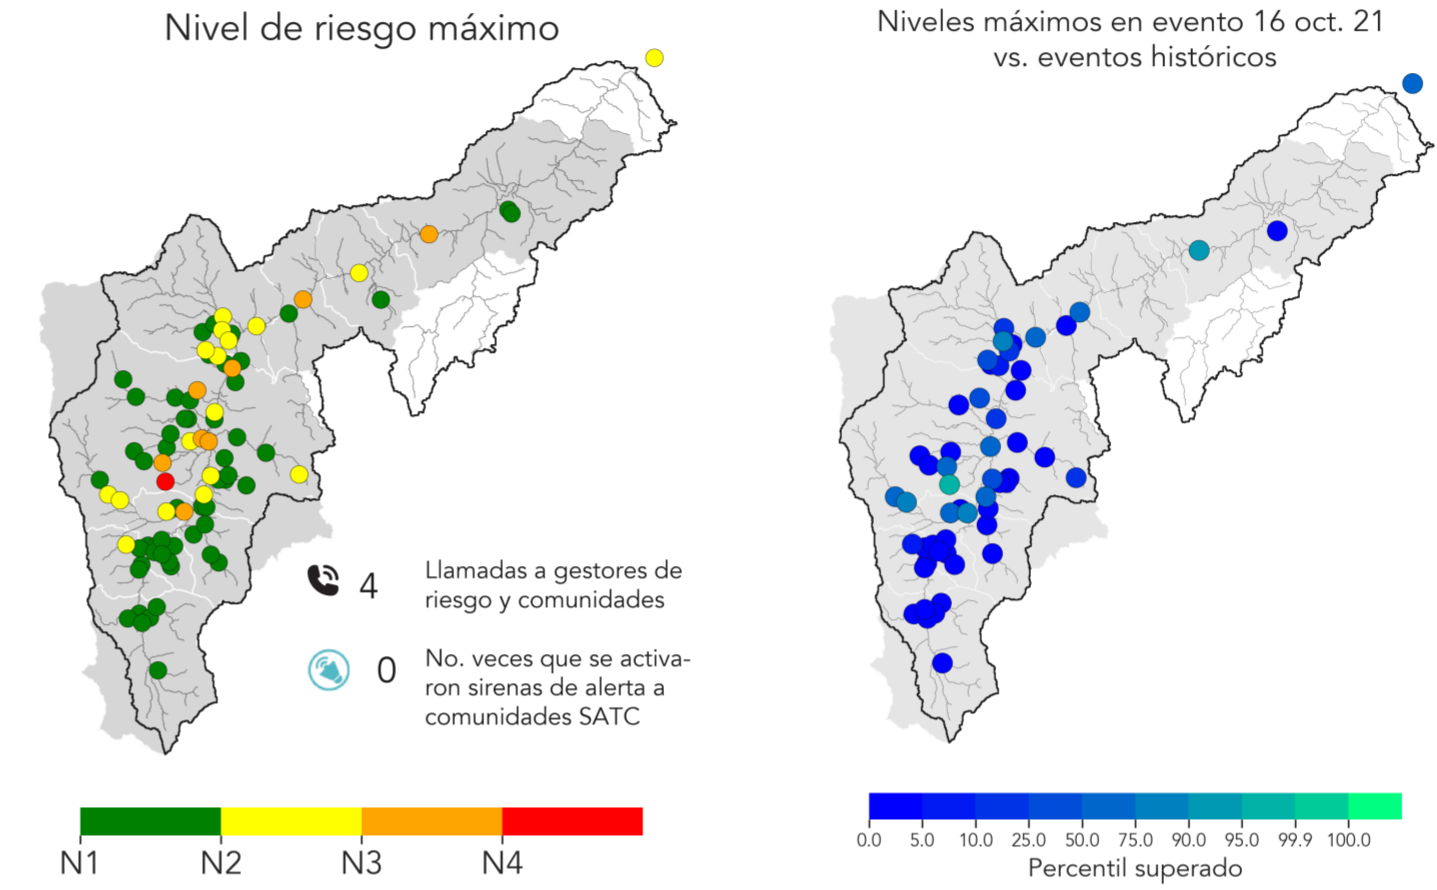 Nivel de riesgo máximo
4
Llamadas a gestores de
riesgo y comunidades
0
No. veces que se activa-
ron sirenas de alerta a
comunidades SATC
N1 N2 N3 N4
Niveles máximos en evento 16 oct. 21
vs. eventos históricos
0.0 5.0 10.0 25.0 50.0 75.0 90.0 95.0 99.9 100.0
Percentil superado